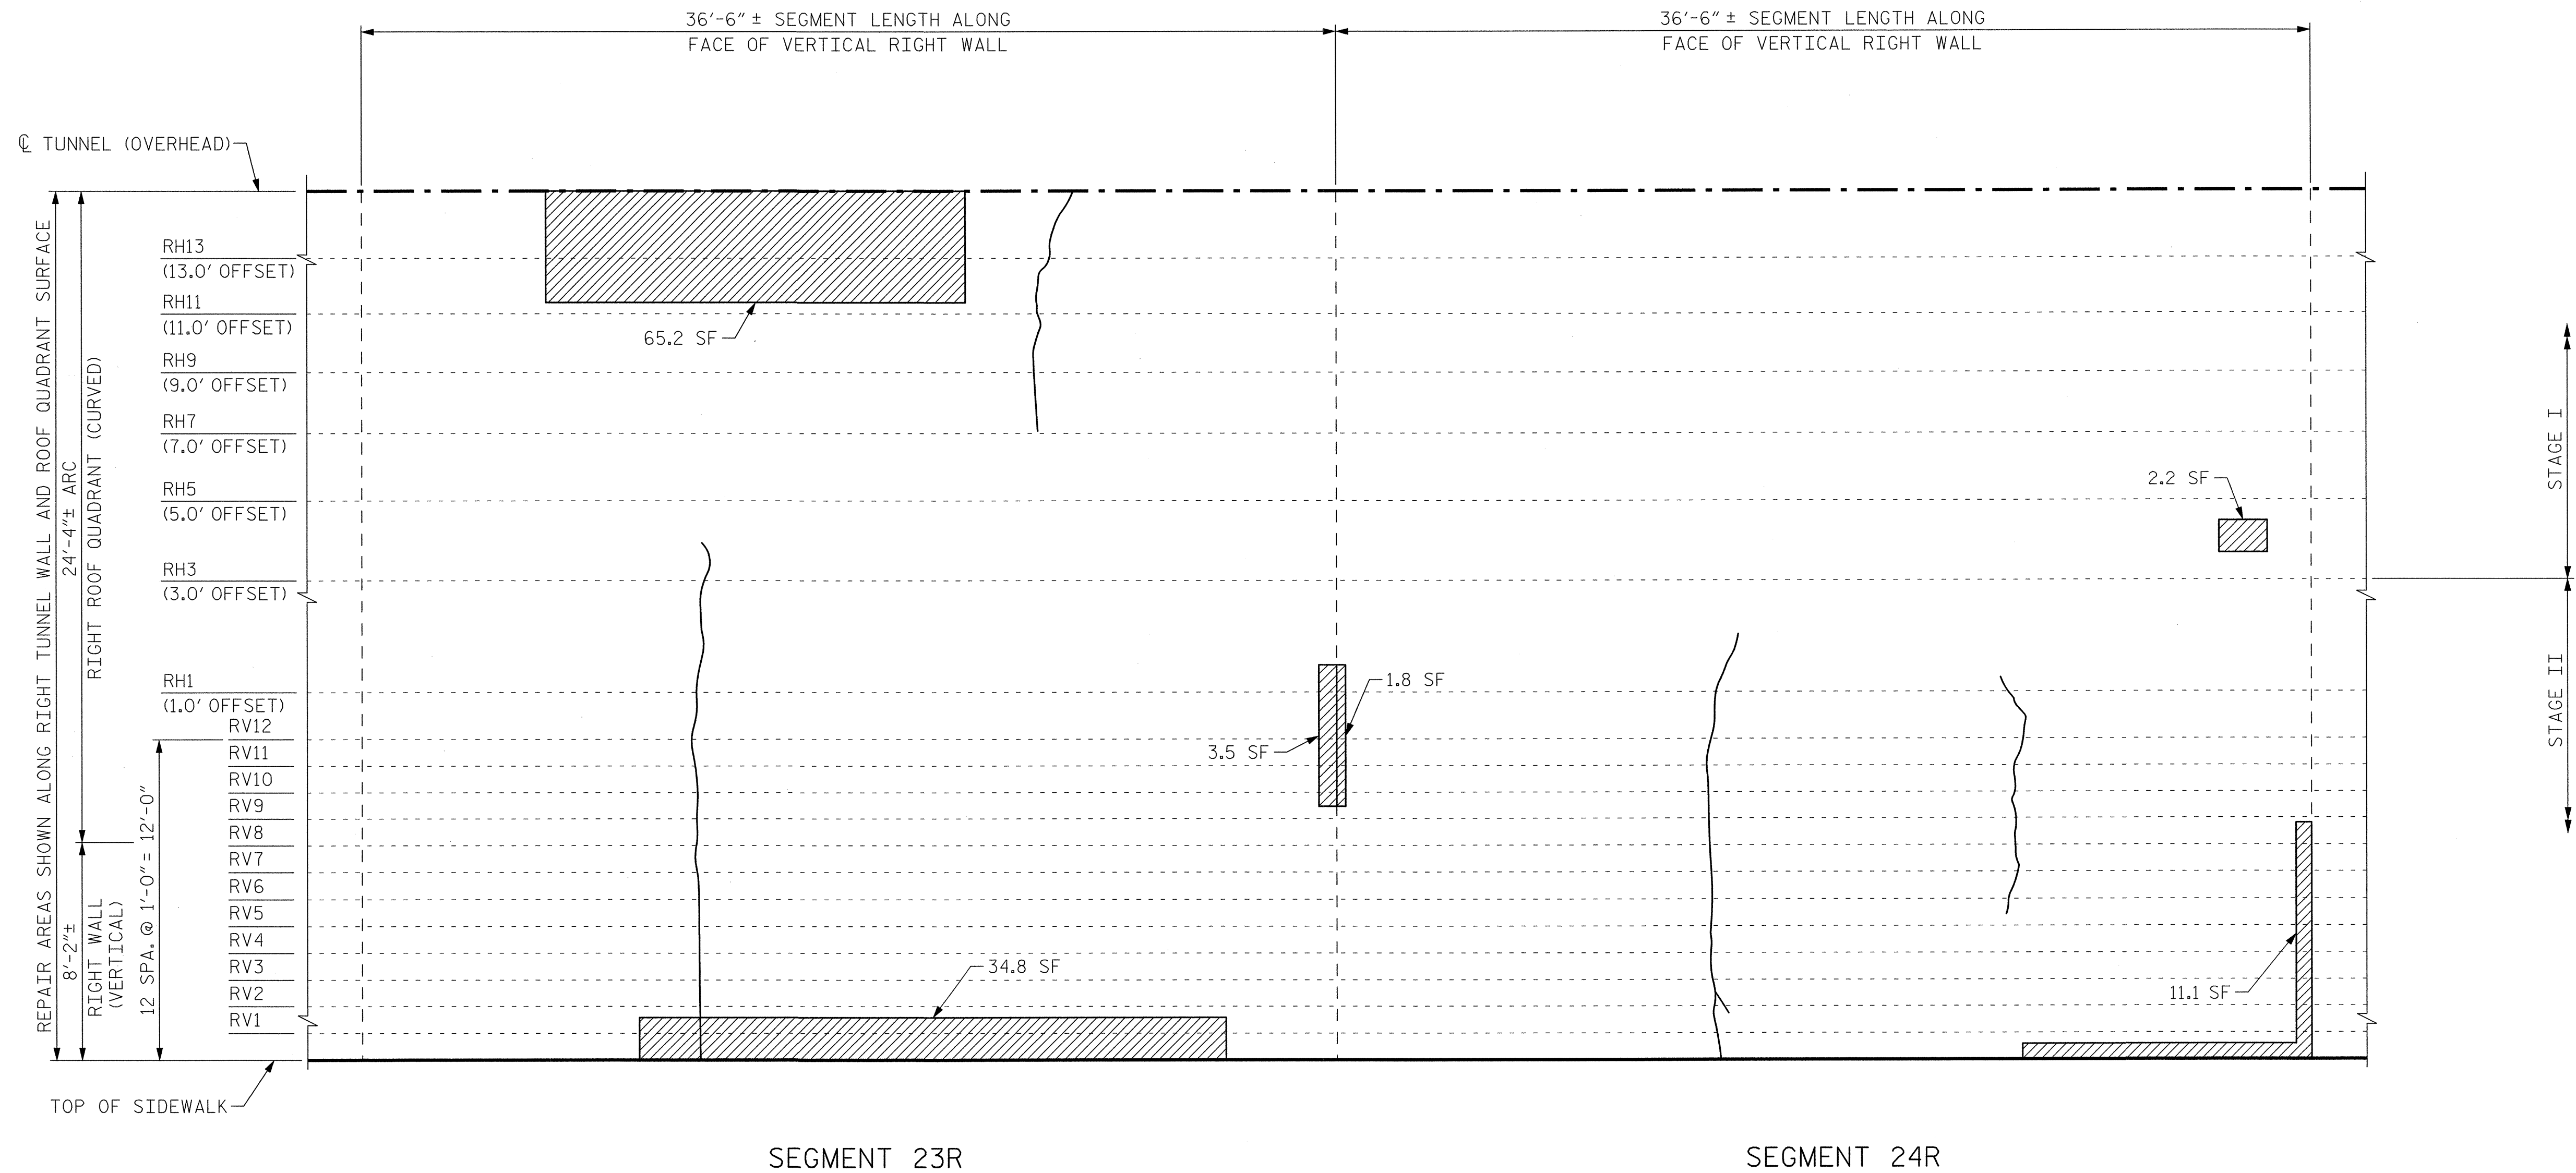 36'-6" ± SEGMENT LENGTH ALONG
FACE OF VERTICAL RIGHT WALL
36'-6" ± SEGMENT LENGTH ALONG
FACE OF VERTICAL RIGHT WALL
℄ TUNNEL (OVERHEAD)
REPAIR AREAS SHOWN ALONG RIGHT TUNNEL WALL AND ROOF QUADRANT SURFACE
24'-4"± ARC
RIGHT ROOF QUADRANT (CURVED)
8'-2"±
RIGHT WALL
(VERTICAL)
12 SPA. @ 1'-0" = 12'-0"
RH13
(13.0' OFFSET)
RH11
(11.0' OFFSET)
RH9
(9.0' OFFSET)
RH7
(7.0' OFFSET)
RH5
(5.0' OFFSET)
RH3
(3.0' OFFSET)
RH1
(1.0' OFFSET)
RV12
RV11
RV10
RV9
RV8
RV7
RV6
RV5
RV4
RV3
RV2
RV1
65.2 SF
2.2 SF
1.8 SF
3.5 SF
34.8 SF
11.1 SF
STAGE I
STAGE II
TOP OF SIDEWALK
SEGMENT 23R
SEGMENT 24R